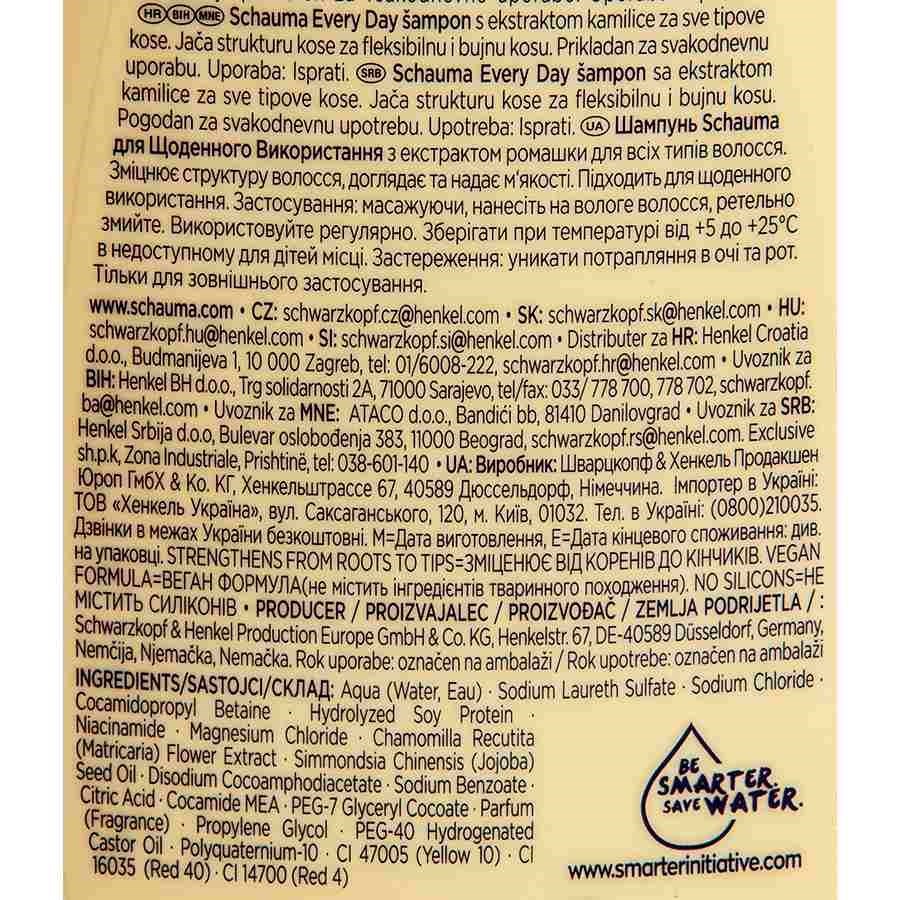 HR BIH MNE Schauma Every Day šampon s ekstraktom kamilice za sve tipove
kose. Jača strukturu kose za fleksibilnu i bujnu kosu. Prikladan za svakodnevnu
uporabu. Uporaba: Isprati. SRB Schauma Every Day šampon sa ekstraktom
kamilice za sve tipove kose. Jača strukturu kose za fleksibilnu i bujnu kosu.
Pogodan za svakodnevnu upotrebu. Upotreba: Isprati. UA Шампунь Schauma
для Щоденного Використання з екстрактом ромашки для всіх типів волосся.
Зміцнює структуру волосся, доглядає та надає м'якості. Підходить для щоденного
використання. Застосування: масажуючи, нанесіть на вологе волосся, ретельно
змийте. Використовуйте регулярно. Зберігати при температурі від +5 до +25°C
в недоступному для дітей місці. Застереження: уникати потрапляння в очі та рот.
Тільки для зовнішнього застосування.
www.schauma.com • CZ: schwarzkopf.cz@henkel.com • SK: schwarzkopf.sk@henkel.com • HU:
schwarzkopf.hu@henkel.com • SI: schwarzkopf.si@henkel.com • Distributer za HR: Henkel Croatia
d.o.o., Budmanijeva 1, 10 000 Zagreb, tel: 01/6008-222, schwarzkopf.hr@henkel.com • Uvoznik za
BIH: Henkel BH d.o.o., Trg solidarnosti 2A, 71000 Sarajevo, tel/fax: 033/ 778 700, 778 702, schwarzkopf.
ba@henkel.com • Uvoznik za MNE: ATACO d.o.o., Bandići bb, 81410 Danilovgrad • Uvoznik za SRB:
Henkel Srbija d.o.o, Bulevar oslobođenja 383, 11000 Beograd, schwarzkopf.rs@henkel.com. Exclusive
sh.p.k, Zona Industriale, Prishtinë, tel: 038-601-140 • UA: Виробник: Шварцкопф & Хенкель Продакшен
Юроп ГмбХ & Ко. КГ, Хенкельштрассе 67, 40589 Дюссельдорф, Німеччина. Імпортер в Україні:
ТОВ «Хенкель Україна», вул. Саксаганського, 120, м. Київ, 01032. Тел. в Україні: (0800)210035.
Дзвінки в межах України безкоштовні. M=Дата виготовлення, E=Дата кінцевого споживання: див.
на упаковці. STRENGTHENS FROM ROOTS TO TIPS=ЗМІЦЕНЮЄ ВІД КОРЕНІВ ДО КІНЧИКІВ. VEGAN
FORMULA=ВЕГАН ФОРМУЛА(не містить інгредієнтів тваринного походження). NO SILICONS=НЕ
МІСТИТЬ СИЛІКОНІВ • PRODUCER / PROIZVAJALEC / PROIZVOĐAČ / ZEMLJA PODRIJETLA / :
Schwarzkopf & Henkel Production Europe GmbH & Co. KG, Henkelstr. 67, DE-40589 Düsseldorf, Germany,
Nemčija, Njemačka, Nemačka. Rok uporabe: označen na ambalaži / Rok upotrebe: označen na ambalaži
INGREDIENTS/SASTOJCI/СКЛАД: Aqua (Water, Eau) · Sodium Laureth Sulfate · Sodium Chloride ·
Cocamidopropyl Betaine · Hydrolyzed Soy Protein ·
Niacinamide · Magnesium Chloride · Chamomilla Recutita
(Matricaria) Flower Extract · Simmondsia Chinensis (Jojoba)
Seed Oil · Disodium Cocoamphodiacetate · Sodium Benzoate ·
Citric Acid · Cocamide MEA · PEG-7 Glyceryl Cocoate · Parfum
(Fragrance) · Propylene Glycol · PEG-40 Hydrogenated
Castor Oil · Polyquaternium-10 · CI 47005 (Yellow 10) · CI
16035 (Red 40) · CI 14700 (Red 4)
BE
SMARTER.
SAVE WATER.
www.smarterinitiative.com